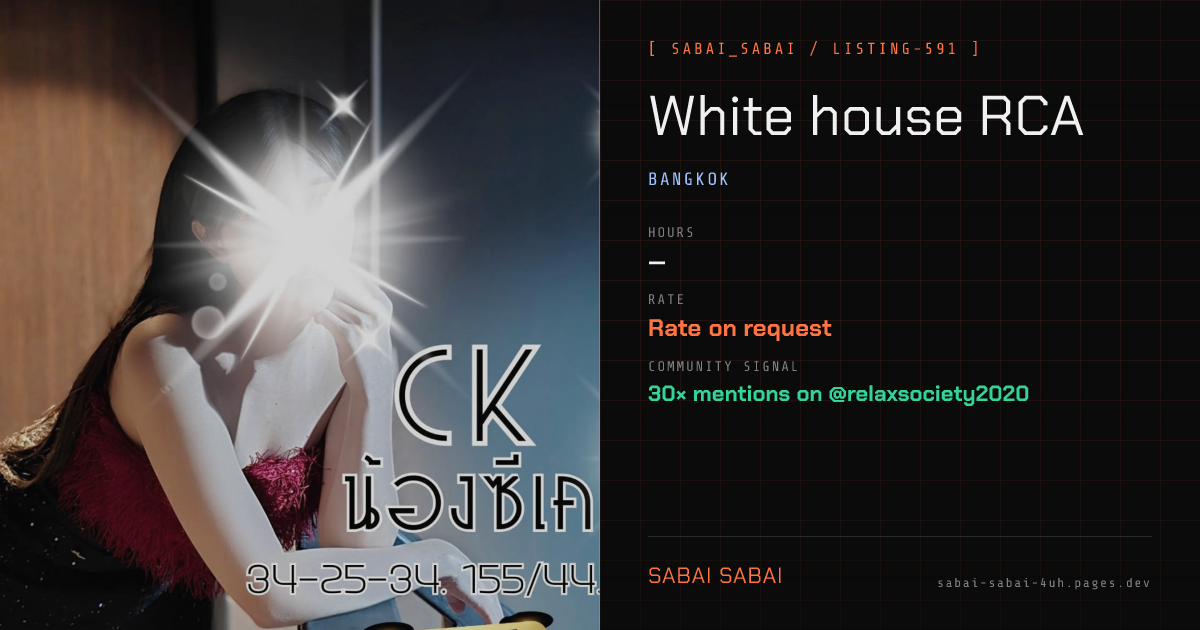 CK
น้องซีเค
34-25-34. 155/44.
[ SABAI_SABAI / LISTING-591 ]
White house RCA
BANGKOK
HOURS
—
RATE
Rate on request
COMMUNITY SIGNAL
30× mentions on @relaxsociety2020
SABAI SABAI
sabai-sabai-4uh.pages.dev